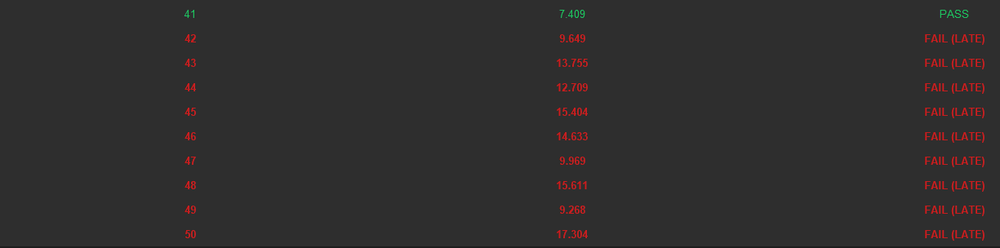 41 7.409 PASS
42 9.649 FAIL (LATE)
43 13.755 FAIL (LATE)
44 12.709 FAIL (LATE)
45 15.404 FAIL (LATE)
46 14.633 FAIL (LATE)
47 9.969 FAIL (LATE)
48 15.611 FAIL (LATE)
49 9.268 FAIL (LATE)
50 17.304 FAIL (LATE)